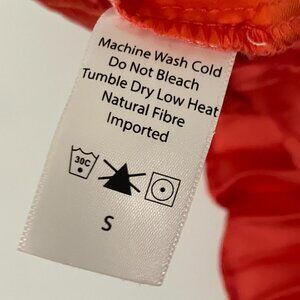 Machine Wash Cold
Do Not Bleach
Tumble Dry Low Heat
Natural Fibre
Imported
30C
S